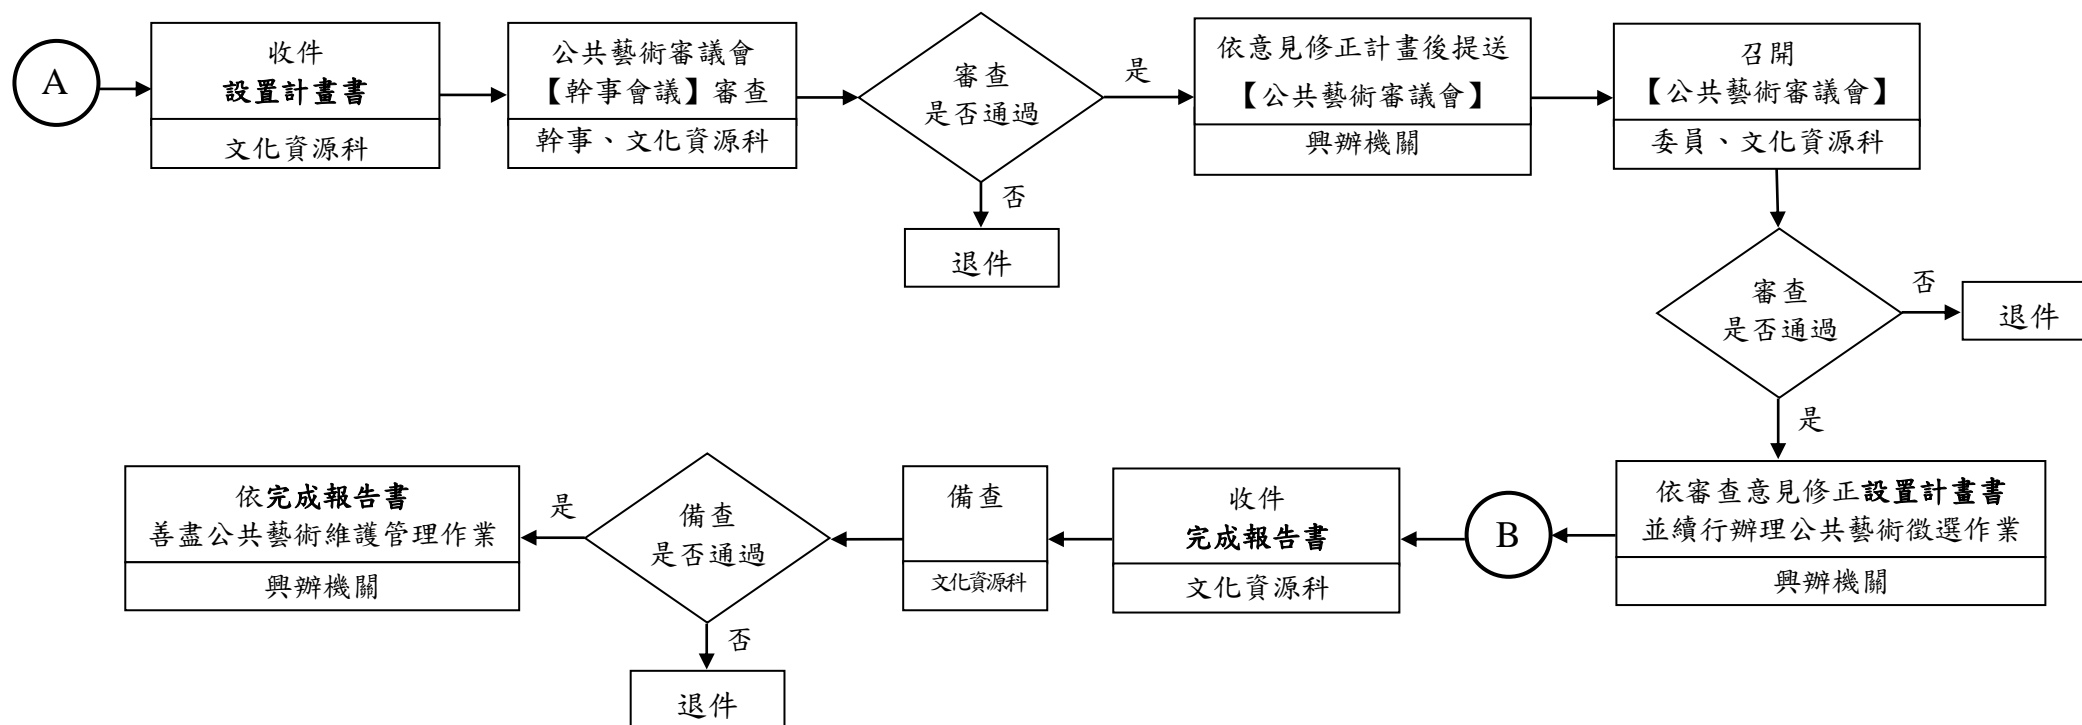 A
收件
設置計畫書
文化資源科
公共藝術審議會
【幹事會議】審查
幹事、文化資源科
審查
是否通過
是
否
退件
依意見修正計畫後提送
【公共藝術審議會】
興辦機關
召開
【公共藝術審議會】
委員、文化資源科
審查
是否通過
否
退件
是
依審查意見修正設置計畫書
並續行辦理公共藝術徵選作業
興辦機關
B
收件
完成報告書
文化資源科
備查
文化資源科
備查
是否通過
是
否
退件
依完成報告書
善盡公共藝術維護管理作業
興辦機關